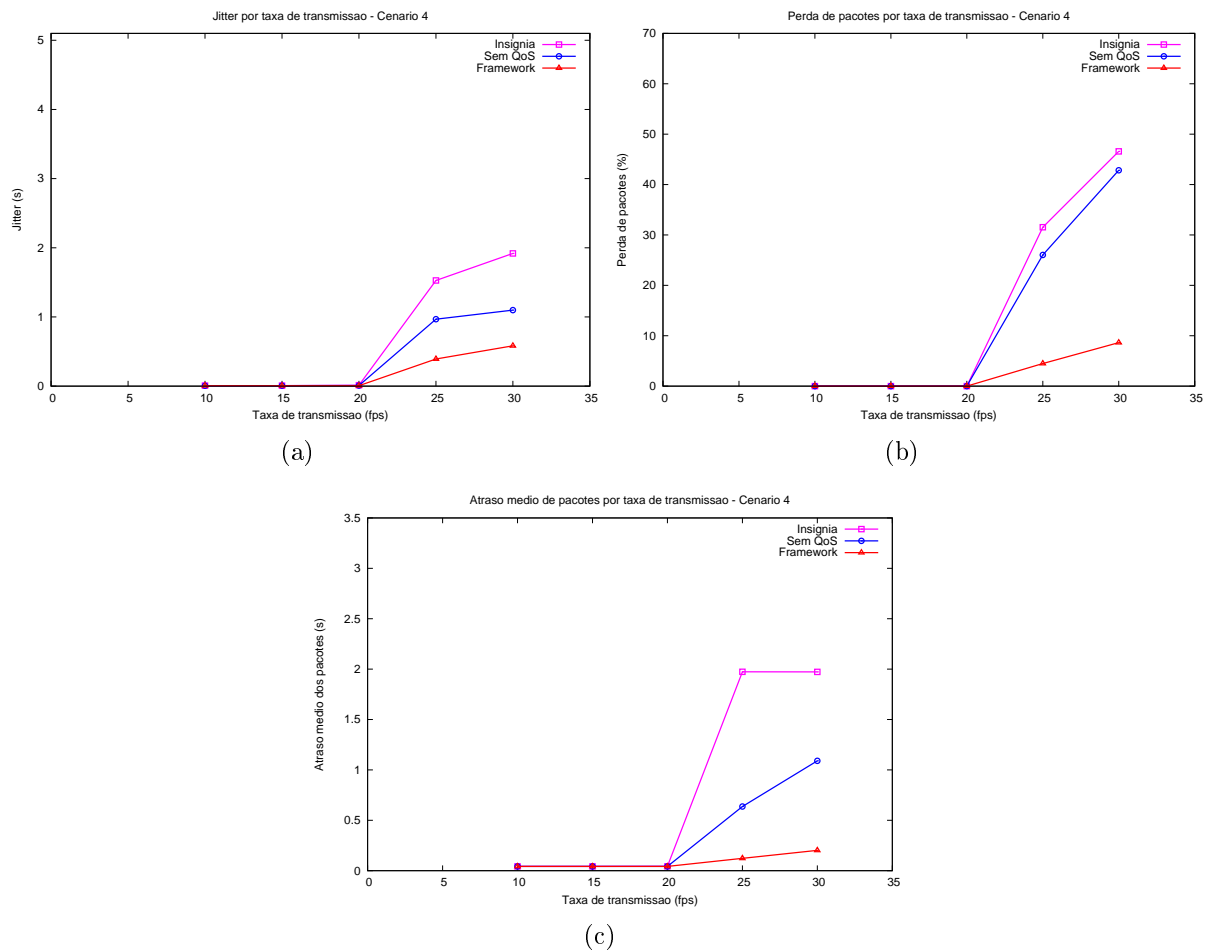 Jitter por taxa de transmissao - Cenario 4
Insignia
Sem QoS
Framework
5
4
3
2
1
0
Jitter (s)
0 5 10 15 20 25 30 35
Taxa de transmissao (fps)
(a)
Perda de pacotes por taxa de transmissao - Cenario 4
Insignia
Sem QoS
Framework
70
60
50
40
30
20
10
0
Perda de pacotes (%)
0 5 10 15 20 25 30 35
Taxa de transmissao (fps)
(b)
Atraso medio de pacotes por taxa de transmissao - Cenario 4
Insignia
Sem QoS
Framework
3.5
3
2.5
2
1.5
1
0.5
0
Atraso medio dos pacotes (s)
0 5 10 15 20 25 30 35
Taxa de transmissao (fps)
(c)